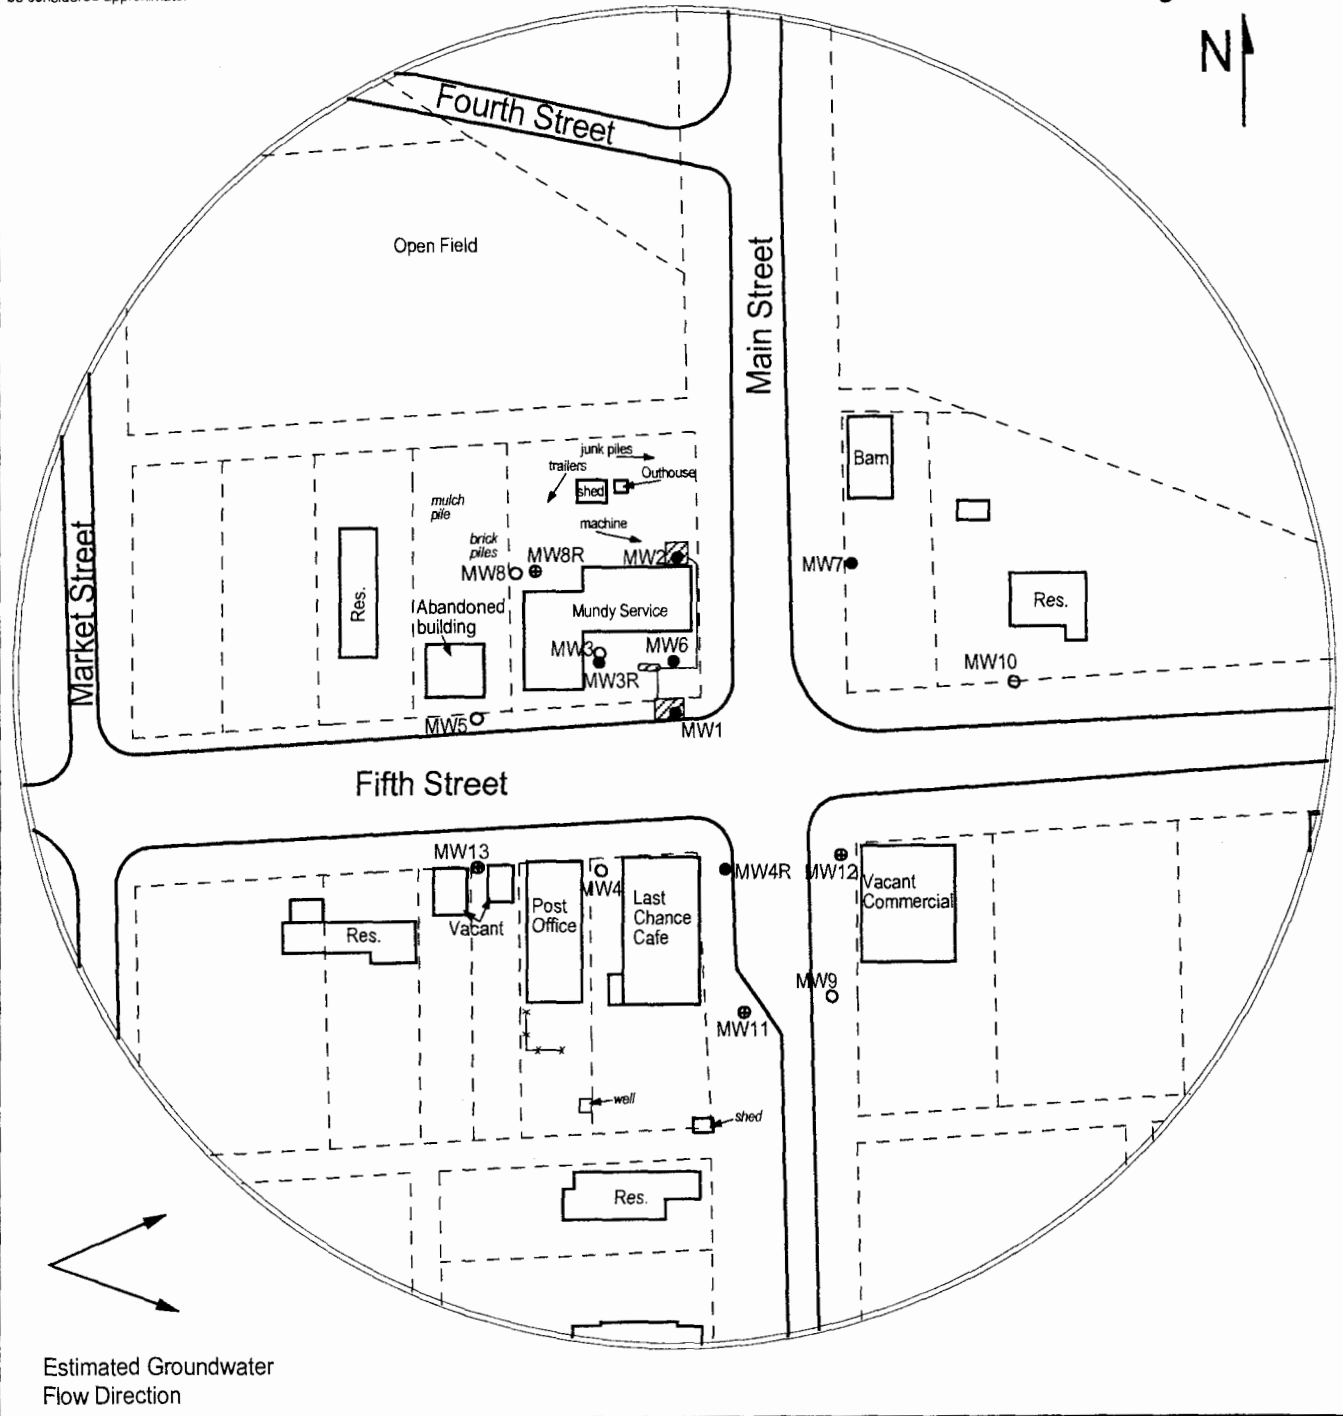 N
Fourth Street
Open Field
Main Street
junk piles
trailers
Outhouse
shed
Barn
mulch
pile
machine
brick
piles
MW8R
MW2
MW7
MW8
Market Street
Res.
Abandoned
building
Mundy Service
Res.
MW3
MW6
MW10
MW3R
MW5
MW1
Fifth Street
MW13
MW4
MW4R
MW12
Vacant
Commercial
Post
Office
Last
Chance
Cafe
Vacant
Res.
MW9
MW11
well
shed
Res.
Estimated Groundwater
Flow Direction